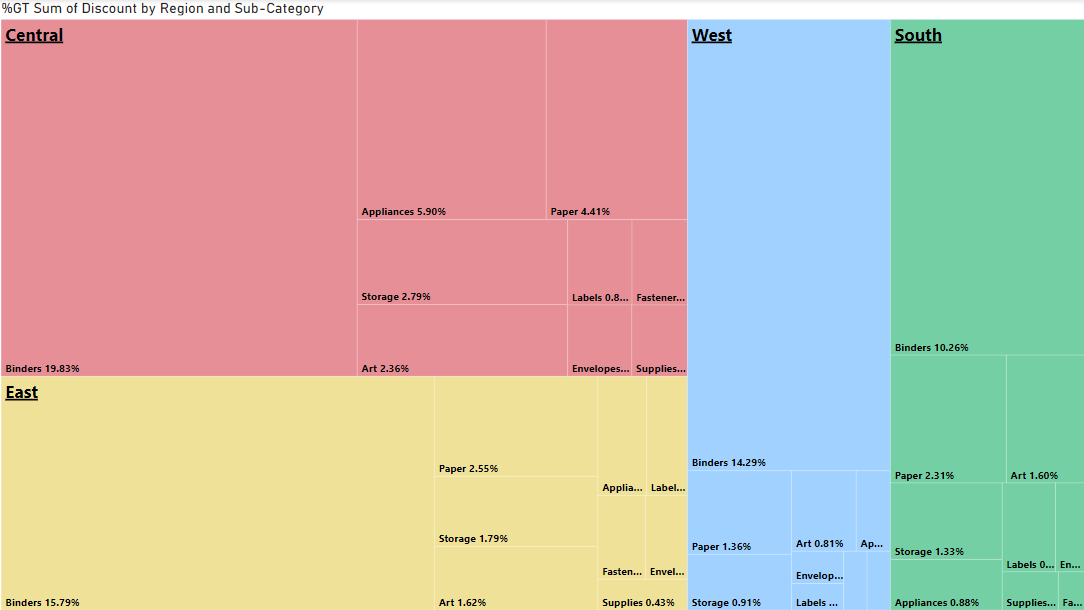 %GT Sum of Discount by Region and Sub-Category
Central
Appliances 5.90%
Paper 4.41%
Storage 2.79%
Labels 0.8...
Fastener...
Binders 19.83%
Art 2.36%
Envelopes...
Supplies...
East
Paper 2.55%
Applia...
Label...
Storage 1.79%
Fasten...
Envel...
Binders 15.79%
Art 1.62%
Supplies 0.43%
West
Binders 14.29%
Paper 1.36%
Art 0.81%
Ap...
Envelop...
Storage 0.91%
Labels ...
South
Binders 10.26%
Paper 2.31%
Art 1.60%
Storage 1.33%
Labels 0...
En...
Appliances 0.88%
Supplies...
Fa...